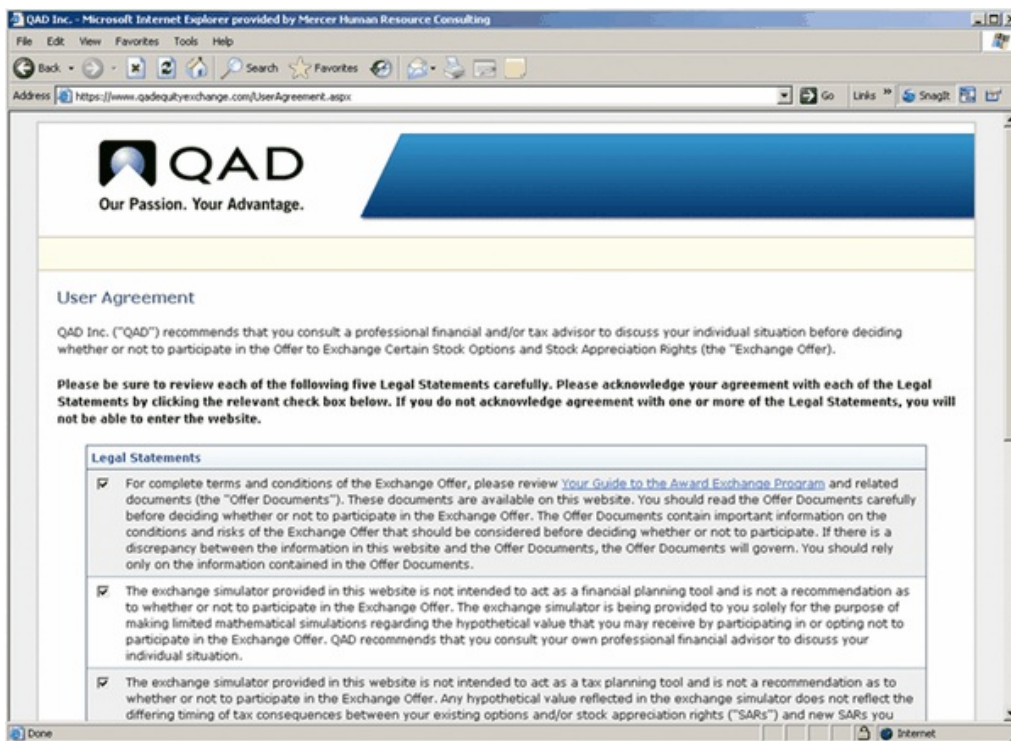 QAD Inc. - Microsoft Internet Explorer provided by Mercer Human Resource Consulting
File Edit View Favorites Tools Help
Back Search Favorites
Address https://www.qadequityexchange.com/UserAgreement.aspx Go Links » SnagIt
QAD
Our Passion. Your Advantage.
User Agreement
QAD Inc. ("QAD") recommends that you consult a professional financial and/or tax advisor to discuss your individual situation before deciding
whether or not to participate in the Offer to Exchange Certain Stock Options and Stock Appreciation Rights (the "Exchange Offer).
Please be sure to review each of the following five Legal Statements carefully. Please acknowledge your agreement with each of the Legal
Statements by clicking the relevant check box below. If you do not acknowledge agreement with one or more of the Legal Statements, you will
not be able to enter the website.
Legal Statements
For complete terms and conditions of the Exchange Offer, please review Your Guide to the Award Exchange Program and related
documents (the "Offer Documents"). These documents are available on this website. You should read the Offer Documents carefully
before deciding whether or not to participate in the Exchange Offer. The Offer Documents contain important information on the
conditions and risks of the Exchange Offer that should be considered before deciding whether or not to participate. If there is a
discrepancy between the information in this website and the Offer Documents, the Offer Documents will govern. You should rely
only on the information contained in the Offer Documents.
The exchange simulator provided in this website is not intended to act as a financial planning tool and is not a recommendation as
to whether or not to participate in the Exchange Offer. The exchange simulator is being provided to you solely for the purpose of
making limited mathematical simulations regarding the hypothetical value that you may receive by participating in or opting not to
participate in the Exchange Offer. QAD recommends that you consult your own professional financial advisor to discuss your
individual situation.
The exchange simulator provided in this website is not intended to act as a tax planning tool and is not a recommendation as to
whether or not to participate in the Exchange Offer. Any hypothetical value reflected in the exchange simulator does not reflect the
differing timing of tax consequences between your existing options and/or stock appreciation rights ("SARs") and new SARs you
Done Internet